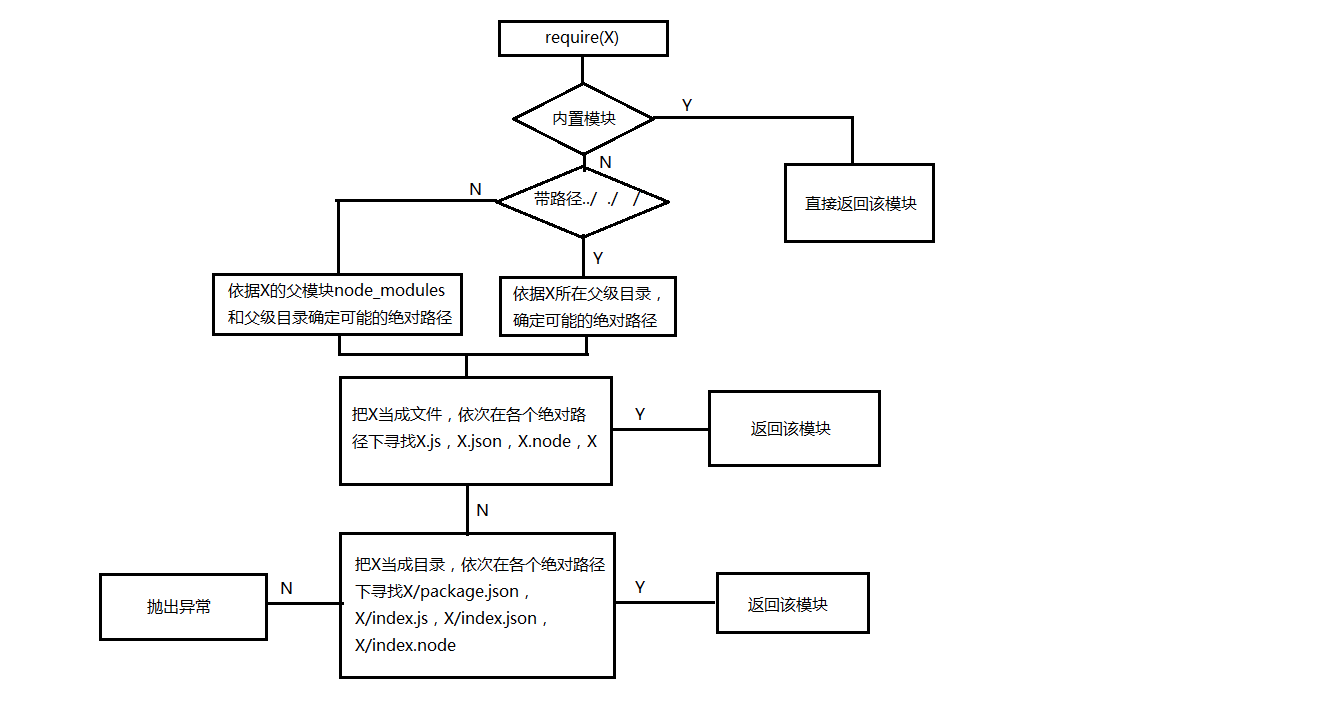 require(X)
内置模块
Y
N
带路径../ ./ /
N
直接返回该模块
Y
依据X的父模块node_modules
和父级目录确定可能的绝对路径
依据X所在父级目录，
确定可能的绝对路径
把X当成文件，依次在各个绝对路
径下寻找X.js，X.json，X.node，X
Y
返回该模块
N
把X当成目录，依次在各个绝对路径
下寻找X/package.json，
X/index.js，X/index.json，
X/index.node
N
抛出异常
Y
返回该模块